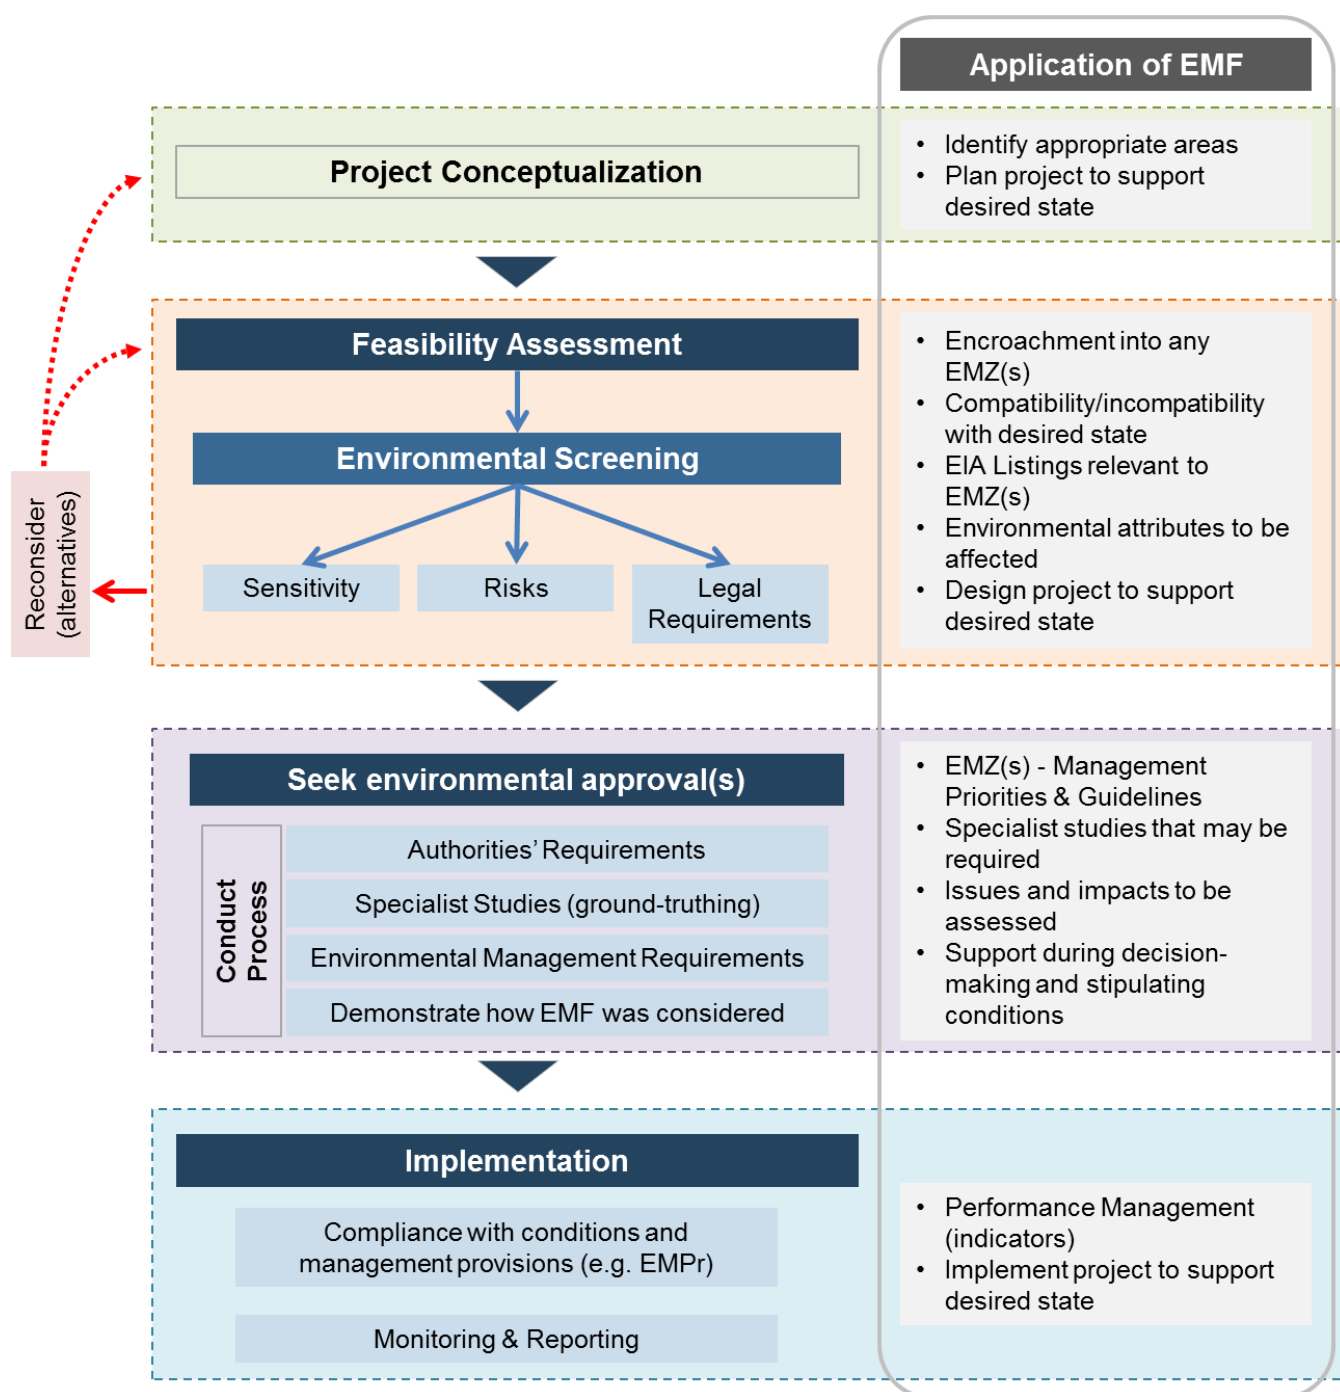 Application of EMF
Project Conceptualization
• Identify appropriate areas
• Plan project to support
desired state
Feasibility Assessment
Environmental Screening
Sensitivity
Risks
Legal
Requirements
• Encroachment into any
EMZ(s)
• Compatibility/incompatibility
with desired state
• EIA Listings relevant to
EMZ(s)
• Environmental attributes to be
affected
• Design project to support
desired state
Reconsider
(alternatives)
Seek environmental approval(s)
Conduct
Process
Authorities’ Requirements
Specialist Studies (ground-truthing)
Environmental Management Requirements
Demonstrate how EMF was considered
• EMZ(s) - Management
Priorities & Guidelines
• Specialist studies that may be
required
• Issues and impacts to be
assessed
• Support during decision-
making and stipulating
conditions
Implementation
Compliance with conditions and
management provisions (e.g. EMPr)
Monitoring & Reporting
• Performance Management
(indicators)
• Implement project to support
desired state